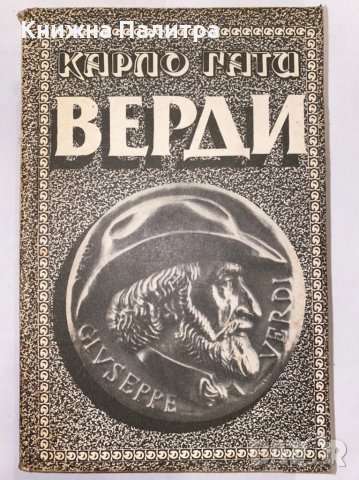 Книжна Палитра
КАРЛО ГАТИ
ВЕРДИ
GIVSEPPE
VERDI